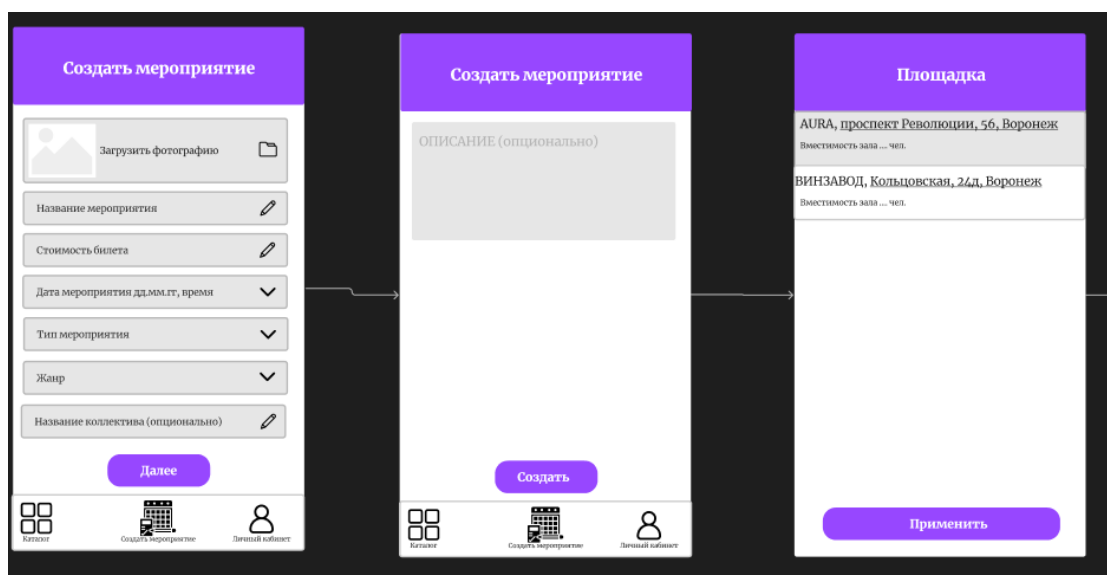 Создать мероприятие
Загрузить фотографию
Название мероприятия
Стоимость билета
Дата мероприятия дд.мм.гг, время
Тип мероприятия
Жанр
Название коллектива (опционально)
Далее
Каталог
Создать мероприятие
Личный кабинет
Создать мероприятие
ОПИСАНИЕ (опционально)
Создать
Каталог
Создать мероприятие
Личный кабинет
Площадка
AURA, проспект Революции, 56, Воронеж
Вместимость зала ... чел.
ВИНЗАВОД, Кольцовская, 24д, Воронеж
Вместимость зала ... чел.
Применить